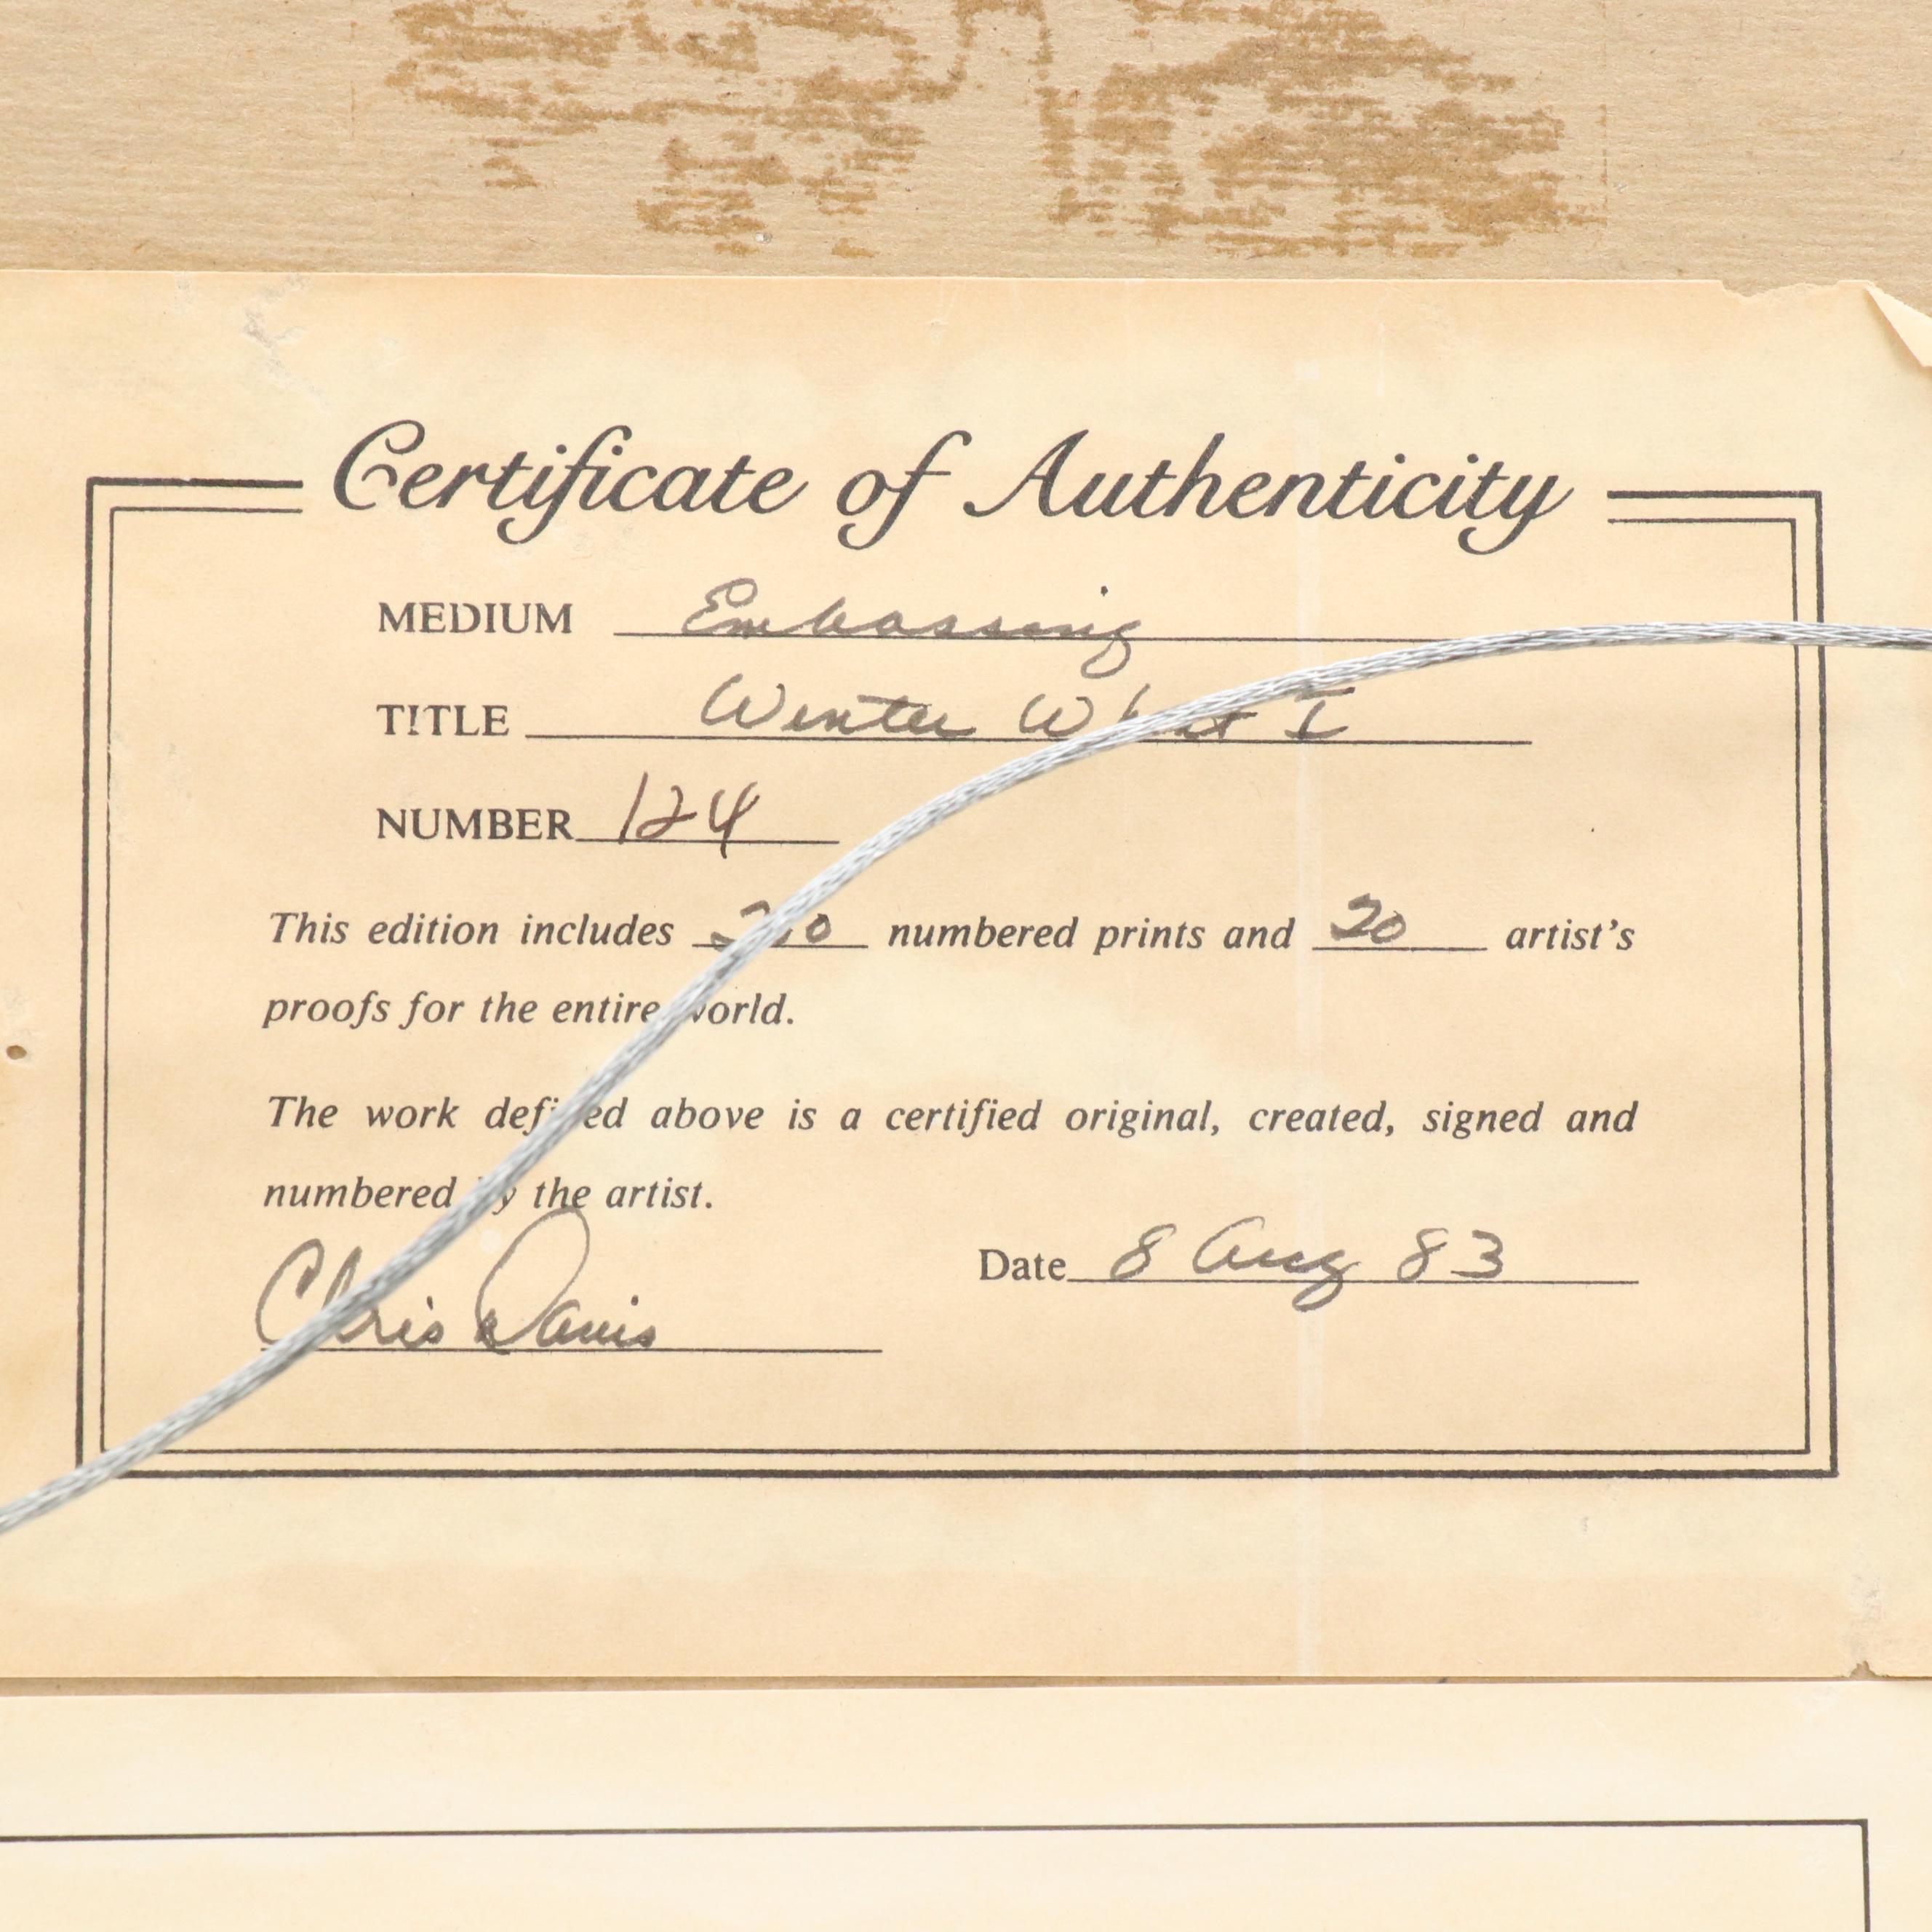 Certificate of Authenticity
MEDIUM Embossing
TITLE Winter I
NUMBER 124
This edition includes numbered prints and 20 artist's
proofs for the entire world.
The work defined above is a certified original, created, signed and
numbered by the artist.
Date 8 Aug 83
Chris Davis